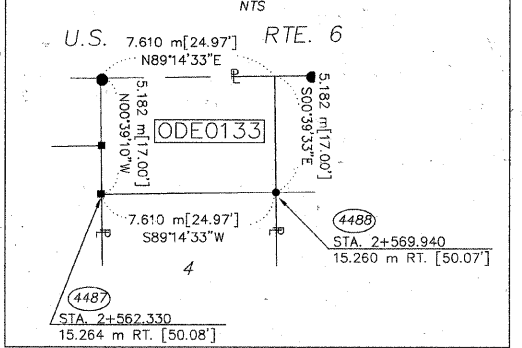 NTS
U.S. RTE. 6
7.610 m[24.97']
N89°14'33"E
5.182 m[17.00']
N00°39'10"W
ODE0133
5.182 m[17.00']
S00°39'33"E
7.610 m[24.97']
S89°14'33"W
4488
STA. 2+569.940
15.260 m RT. [50.07']
4
4487
STA. 2+562.330
15.264 m RT. [50.08']